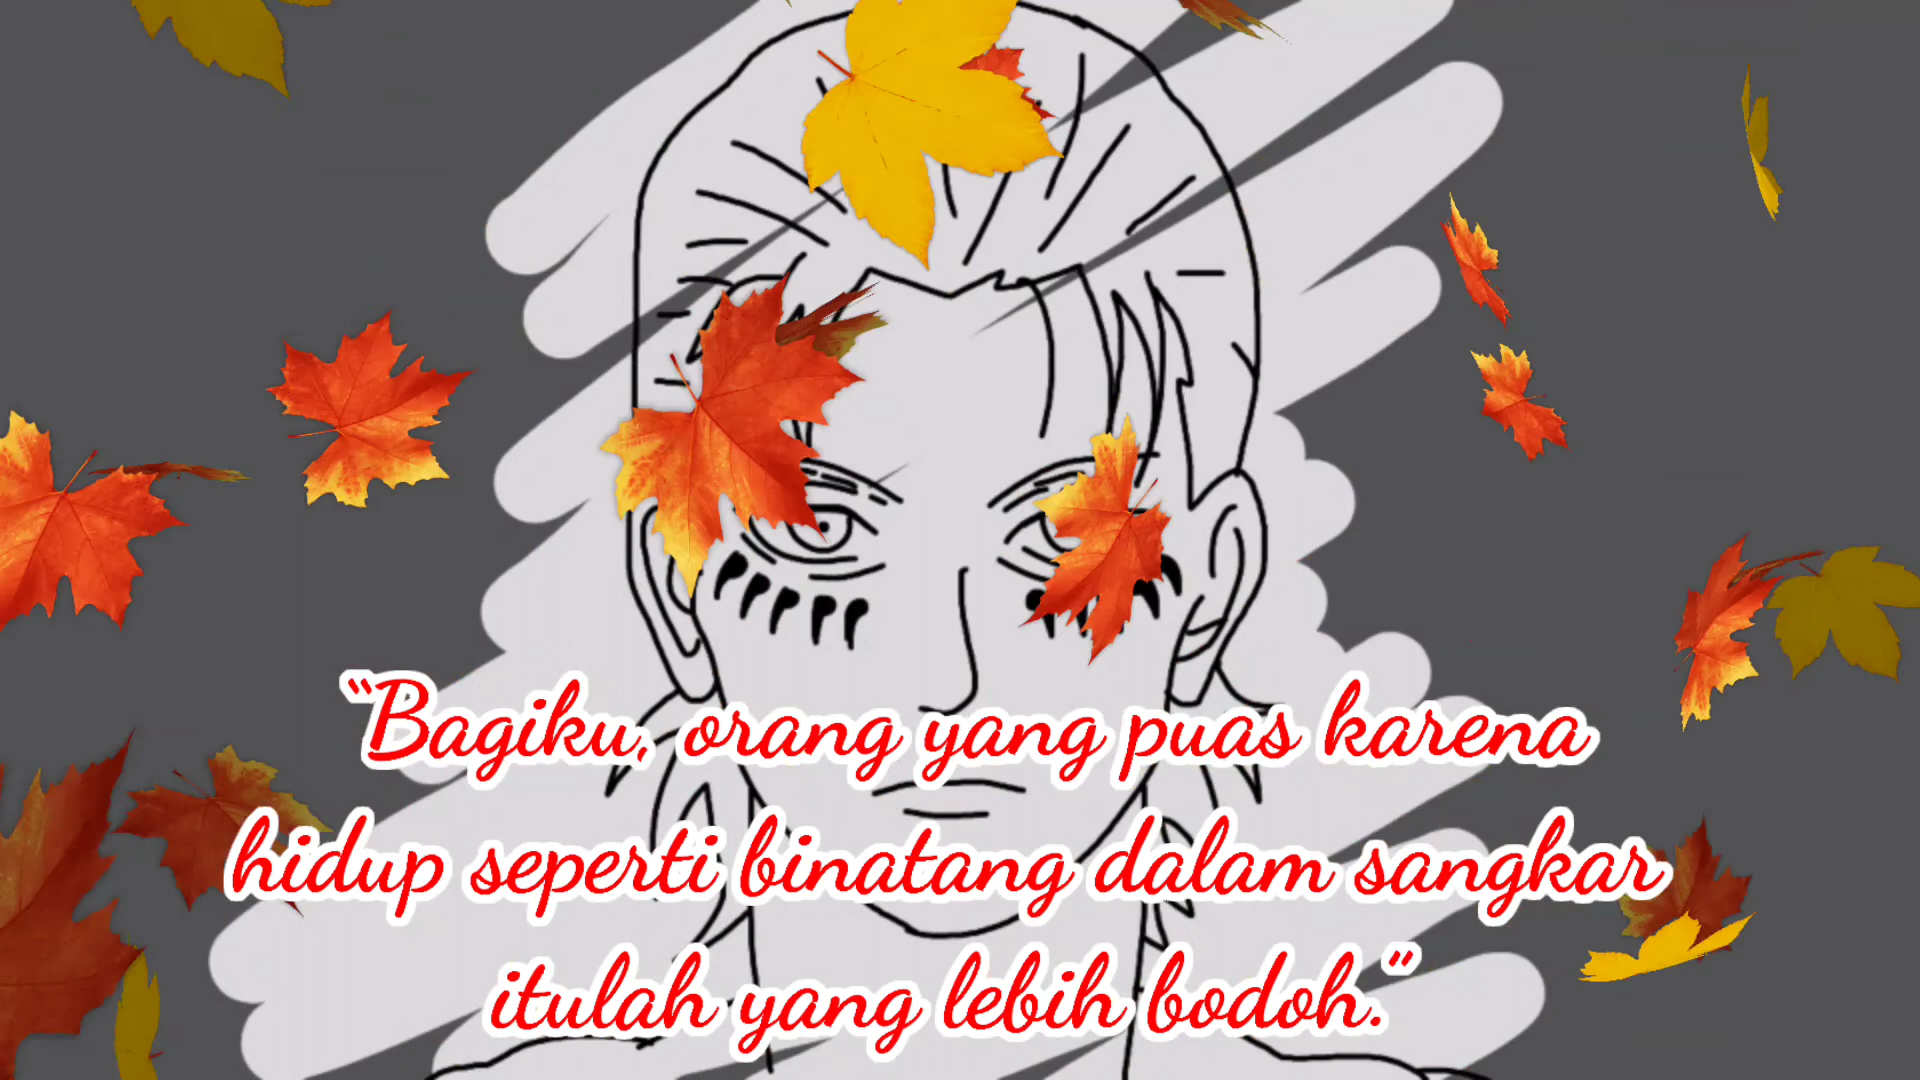 “Bagiku, orang yang puas karena
hidup seperti binatang dalam sangkar
itulah yang lebih bodoh.”